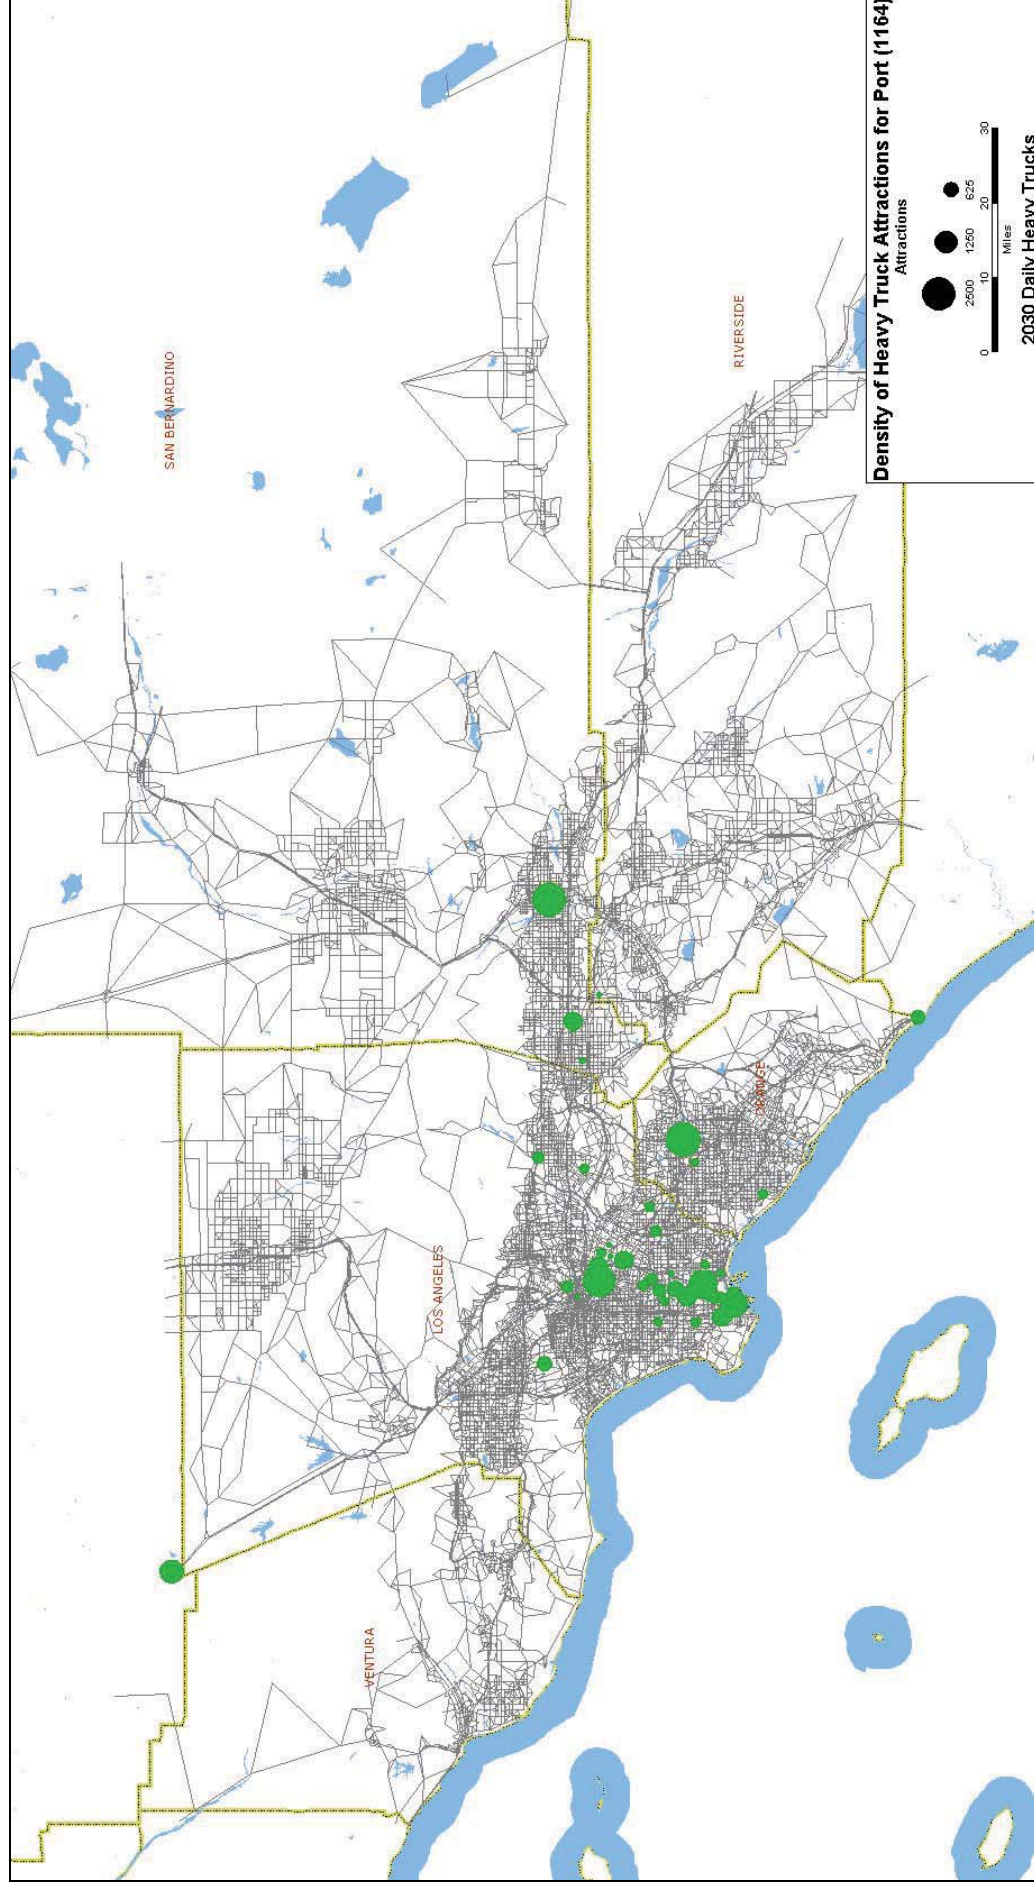 SAN BERNARDINO
RIVERSIDE
LOS ANGELES
ORANGE
VENTURA
Density of Heavy Truck Attractions for Port (1164)
Attractions
2500 1250 625
0 10 20 30
Miles
2030 Daily Heavy Trucks